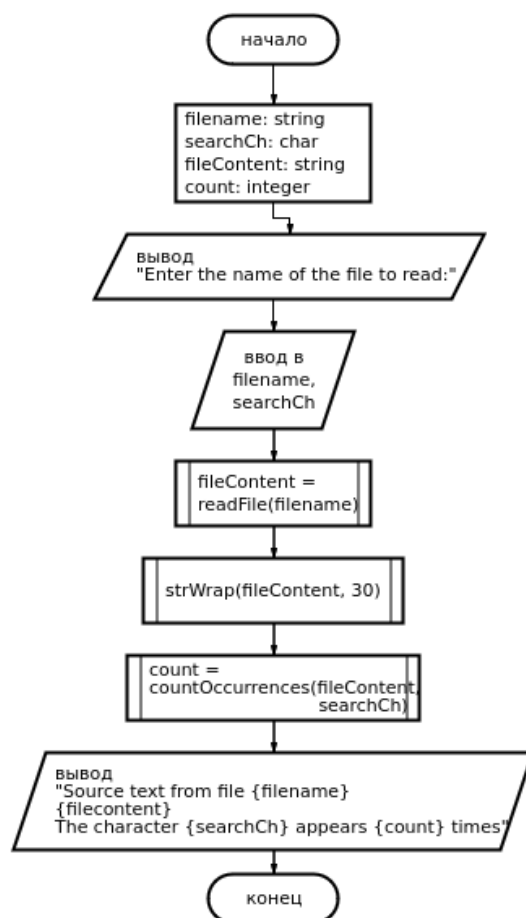 начало
filename: string
searchCh: char
fileContent: string
count: integer
вывод
"Enter the name of the file to read:"
ввод в
filename,
searchCh
fileContent =
readFile(filename)
strWrap(fileContent, 30)
count =
countOccurrences(fileContent,
searchCh)
вывод
"Source text from file {filename}
{filecontent}
The character {searchCh} appears {count} times"
конец